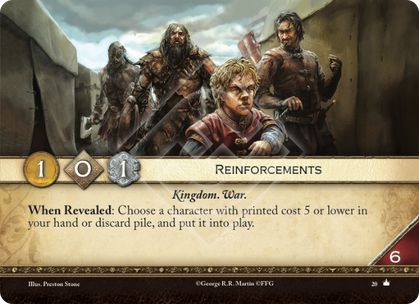 1 0 1 REINFORCEMENTS
Kingdom. War.
When Revealed: Choose a character with printed cost 5 or lower in
your hand or discard pile, and put it into play.
6
Illus. Preston Stone ©George R.R. Martin ©FFG 20